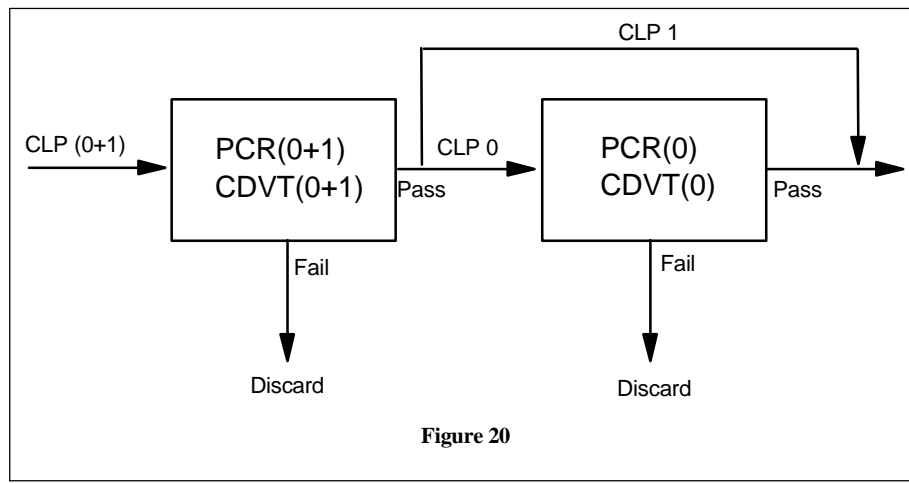 CLP 1
CLP (0+1)
PCR(0+1)
CDVT(0+1)
CLP 0
Pass
PCR(0)
CDVT(0)
Pass
Fail
Fail
Discard
Discard
Figure 20